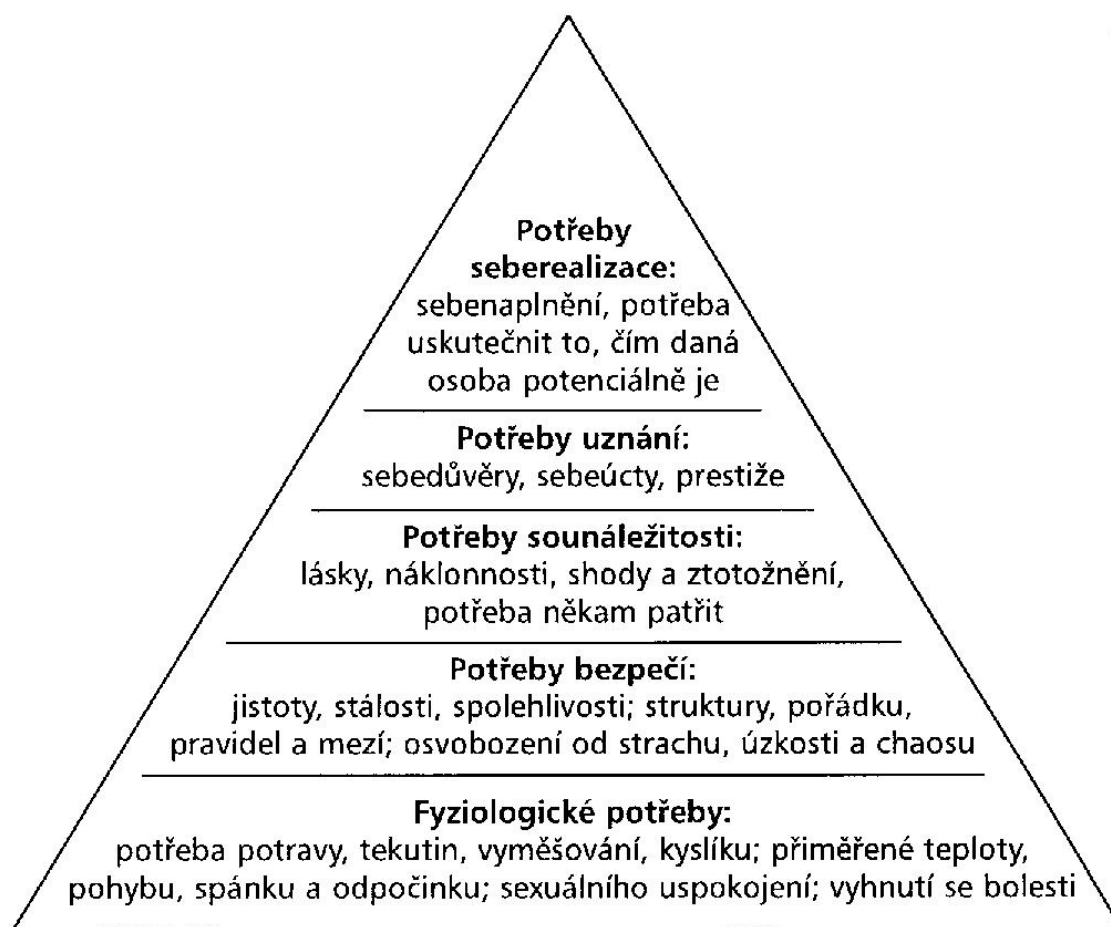 Potřeby
seberealizace:
sebenaplnění, potřeba
uskutečnit to, čím daná
osoba potenciálně je
Potřeby uznání:
sebedůvěry, sebeúcty, prestiže
Potřeby sounáležitosti:
lásky, náklonnosti, shody a ztotožnění,
potřeba někam patřit
Potřeby bezpečí:
jistoty, stálosti, spolehlivosti; struktury, pořádku,
pravidel a mezí; osvobození od strachu, úzkosti a chaosu
Fyziologické potřeby:
potřeba potravy, tekutin, vyměšování, kyslíku; přiměřené teploty,
pohybu, spánku a odpočinku; sexuálního uspokojení; vyhnutí se bolesti